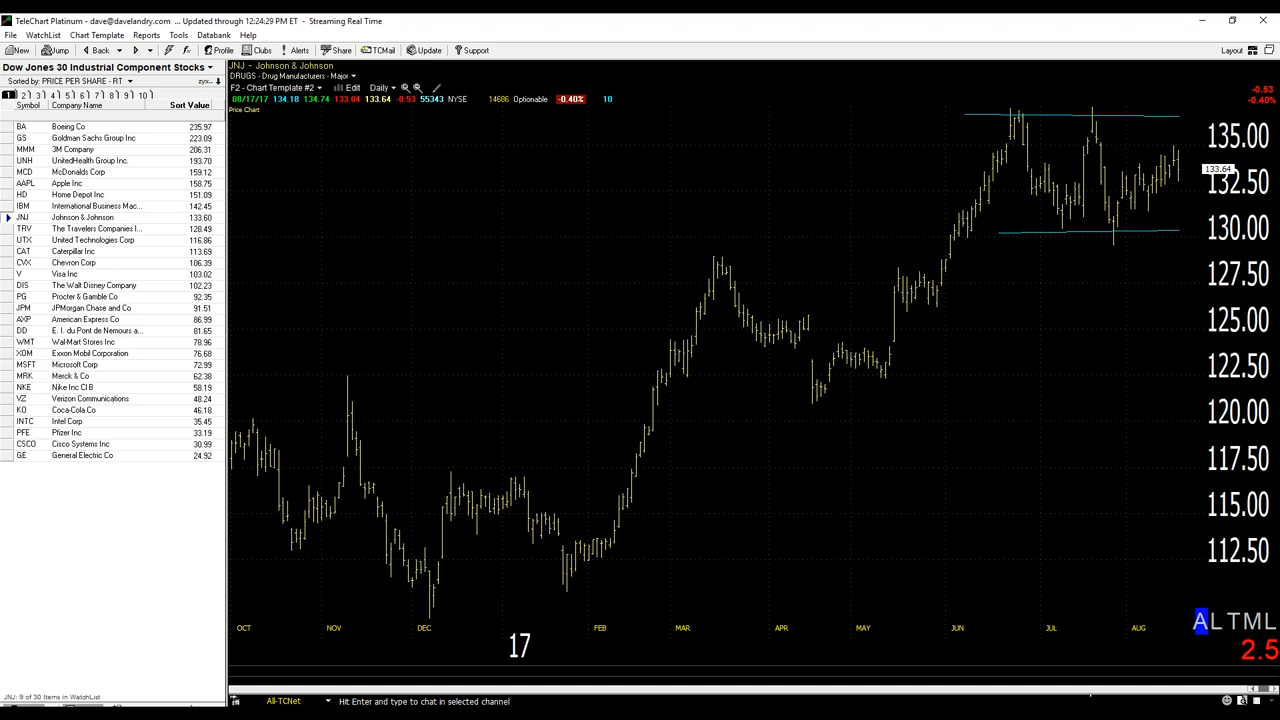 TeleChart Platinum - dave@davelandry.com ... Updated through 12:24:29 PM ET - Streaming Real Time
File WatchList Chart Template Reports Tools Databank Help
New Jump Back Profile Clubs Alerts Share TCMail Update Support Layout
Dow Jones 30 Industrial Component Stocks
Sorted by: PRICE PER SHARE - RT
1 2 3 4 5 6 7 8 9 10
Symbol Company Name Sort Value
BA Boeing Co 235.97
GS Goldman Sachs Group Inc 223.09
MMM 3M Company 206.31
UNH UnitedHealth Group Inc. 193.70
MCD McDonalds Corp 159.12
AAPL Apple Inc 158.75
HD Home Depot Inc 151.09
IBM International Business Mac... 142.45
JNJ Johnson & Johnson 133.60
TRV The Travelers Companies I... 128.49
UTX United Technologies Corp 116.86
CAT Caterpillar Inc 113.69
CVX Chevron Corp 106.39
V Visa Inc 103.02
DIS The Walt Disney Company 102.23
PG Procter & Gamble Co 92.35
JPM JPMorgan Chase and Co 91.51
AXP American Express Co 86.99
DD E. I. du Pont de Nemours a... 81.65
WMT Wal-Mart Stores Inc 78.96
XOM Exxon Mobil Corporation 76.68
MSFT Microsoft Corp 72.99
MRK Merck & Co 62.38
NKE Nike Inc Cl B 58.19
VZ Verizon Communications 48.24
KO Coca-Cola Co 46.18
INTC Intel Corp 35.45
PFE Pfizer Inc 33.19
CSCO Cisco Systems Inc 30.99
GE General Electric Co 24.92
JNJ: 9 of 30 Items in WatchList
JNJ - Johnson & Johnson
DRUGS - Drug Manufacturers - Major
F2 - Chart Template #2 Edit Daily
08/17/17 134.18 134.74 133.04 133.64 -0.53 55343 NYSE 14686 Optionable -0.40% 10
Price Chart
-0.53
-0.40%
135.00
133.64
132.50
130.00
127.50
125.00
122.50
120.00
117.50
115.00
112.50
OCT NOV DEC 17 FEB MAR APR MAY JUN JUL AUG
ALTML
2.5
All-TCNet Hit Enter and type to chat in selected channel